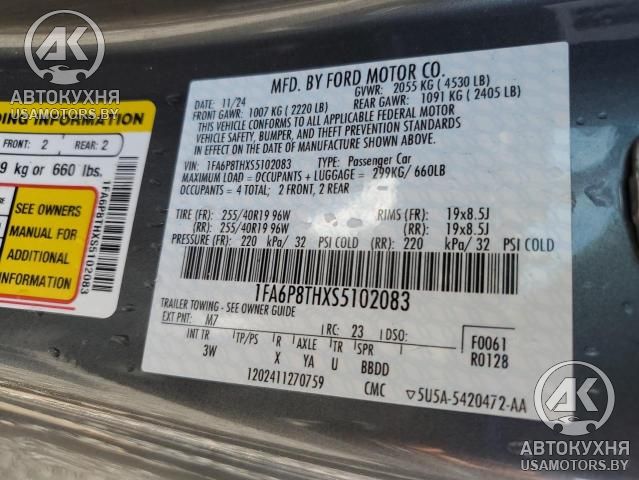 АК
АВТОКУХНЯ
USAMOTORS.BY/AN
DING INFORMATION
FRONT: 2 REAR: 2
9 kg or 660 lbs.
SEE OWNERS
MANUAL FOR
ADDITIONAL
INFORMATION
1FA6P8THXS5102083
MFD. BY FORD MOTOR CO.
DATE: 11/24 GVWR: 2055 KG ( 4530 LB)
FRONT GAWR: 1007 KG ( 2220 LB) REAR GAWR: 1091 KG ( 2405 LB)
THIS VEHICLE CONFORMS TO ALL APPLICABLE FEDERAL MOTOR
VEHICLE SAFETY, BUMPER, AND THEFT PREVENTION STANDARDS IN
EFFECT ON THE DATE OF MANUFACTURE SHOWN ABOVE.
VIN: 1FA6P8THXS5102083 TYPE: Passenger Car
MAXIMUM LOAD = OCCUPANTS + LUGGAGE = 299KG/ 660LB
OCCUPANTS = 4 TOTAL; 2 FRONT, 2 REAR
TIRE (FR): 255/40R19 96W RIMS (FR): 19x8.5J
(RR): 255/40R19 96W (RR): 19x8.5J
PRESSURE (FR): 220 kPa/ 32 PSI COLD (RR): 220 kPa/ 32 PSI COLD
1FA6P8THXS5102083
TRAILER TOWING - SEE OWNER GUIDE
EXT PNT: M7 RC: 23 DSO: F0061
INT TR TP/PS R AXLE TR SPR R0128
3W X YA U BBDD
1202411270759 CMC ▽5U5A-5420472-AA
АК
АВТОКУХНЯ
USAMOTORS.BY/AN